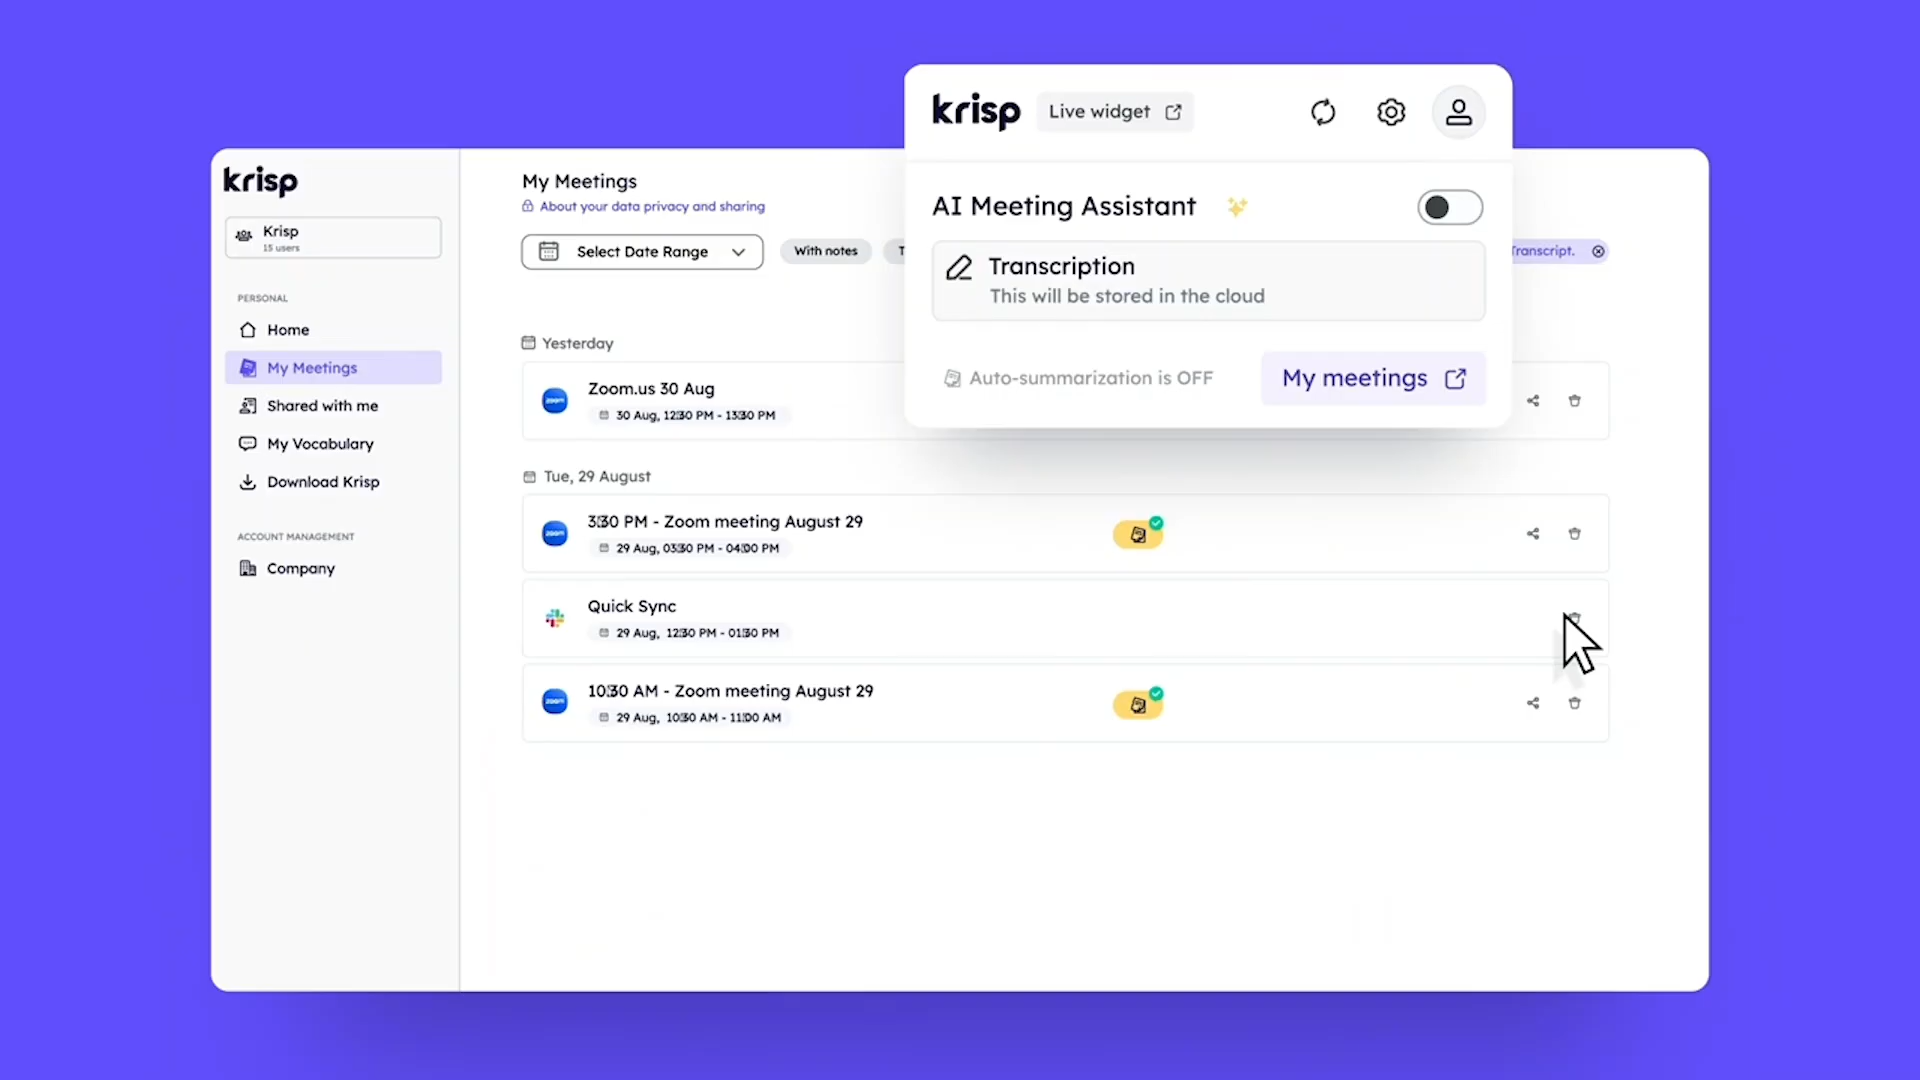 krisp
Live widget
AI Meeting Assistant
Transcription
This will be stored in the cloud
Auto-summarization is OFF
My meetings
krisp
Krisp
15 users
PERSONAL
Home
My Meetings
Shared with me
My Vocabulary
Download Krisp
ACCOUNT MANAGEMENT
Company
My Meetings
About your data privacy and sharing
Select Date Range
With notes
T
Transcript.
Yesterday
zoom
Zoom.us 30 Aug
30 Aug, 12:30 PM - 13:30 PM
Tue, 29 August
zoom
3:30 PM - Zoom meeting August 29
29 Aug, 03:30 PM - 04:00 PM
Quick Sync
29 Aug, 12:30 PM - 01:30 PM
zoom
10:30 AM - Zoom meeting August 29
29 Aug, 10:30 AM - 11:00 AM